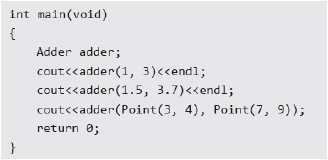 int main(void)
{
    Adder adder;
    cout<<adder(1, 3)<<endl;
    cout<<adder(1.5, 3.7)<<endl;
    cout<<adder(Point(3, 4), Point(7, 9));
    return 0;
}